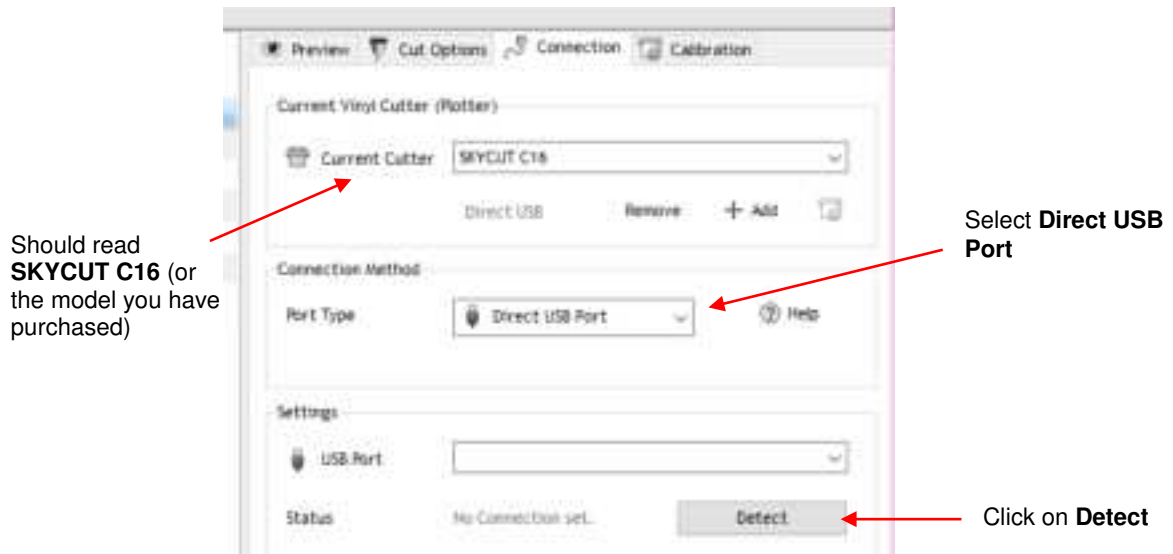 Preview Cut Options Connection Calibration
Current Vinyl Cutter (Plotter)
Current Cutter SKYCUT C16
Direct USB Remove + Add
Should read
SKYCUT C16 (or
the model you have
purchased)
Select Direct USB
Port
Connection Method
Port Type Direct USB Port Help
Settings
USB Port
Status No Connection set. Detect
Click on Detect